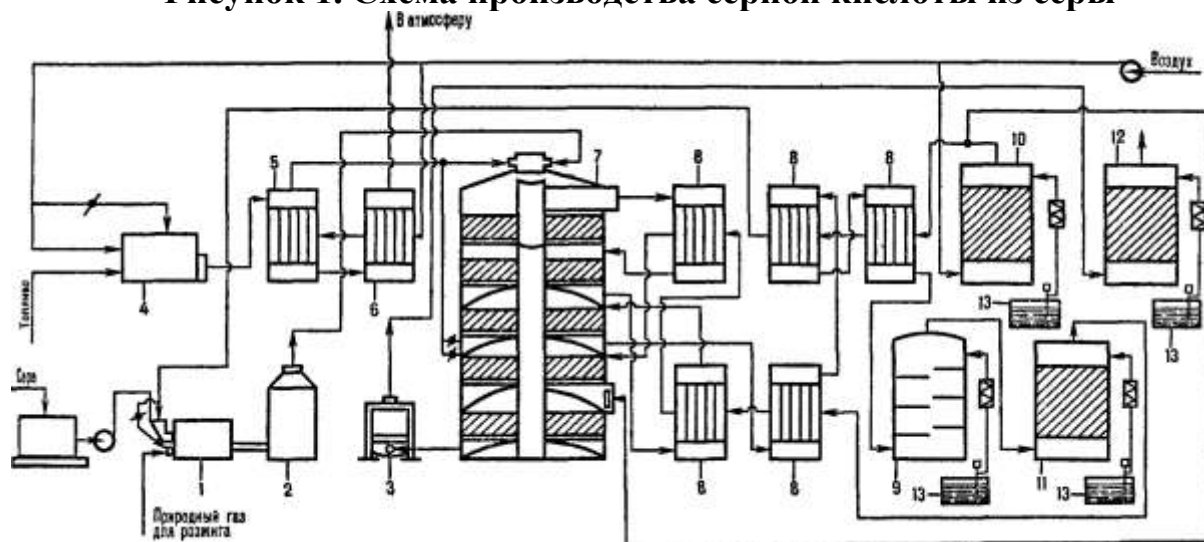 Рисунок 1. Схема производства серной кислоты из серы
В атмосферу
Воздух
5
6
7
8
8
8
10
12
4
Топливо
13
13
Сера
1
2
3
8
8
9
11
13
13
Природный газ
для розжига